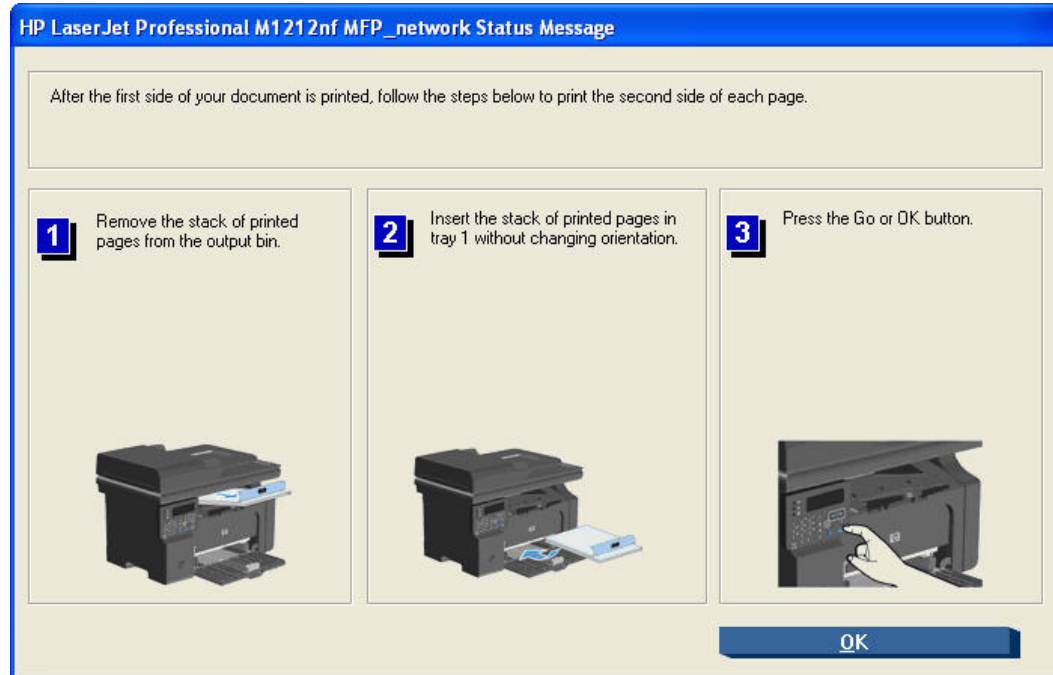 HP LaserJet Professional M1212nf MFP_network Status Message
After the first side of your document is printed, follow the steps below to print the second side of each page.
1
Remove the stack of printed
pages from the output bin.
2
Insert the stack of printed pages in
tray 1 without changing orientation.
3
Press the Go or OK button.
OK